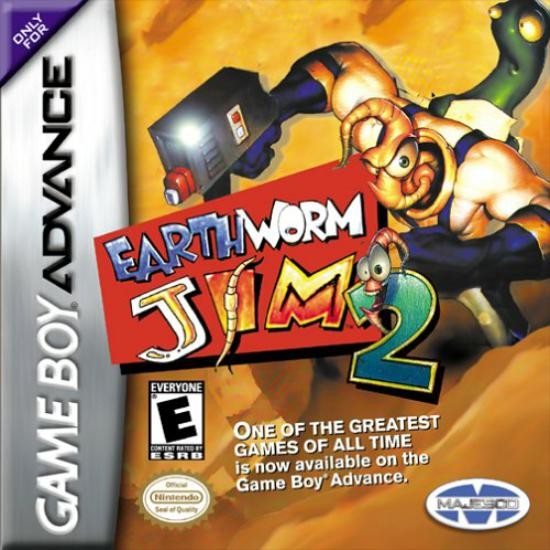 ONLY
FOR
GAME BOY ADVANCE
EARTHWORM
JIM 2
EVERYONE
E
CONTENT RATED BY
ESRB
ONE OF THE GREATEST
GAMES OF ALL TIME
is now available on the
Game Boy® Advance.
Official
Nintendo
Seal of Quality
MAJESCO